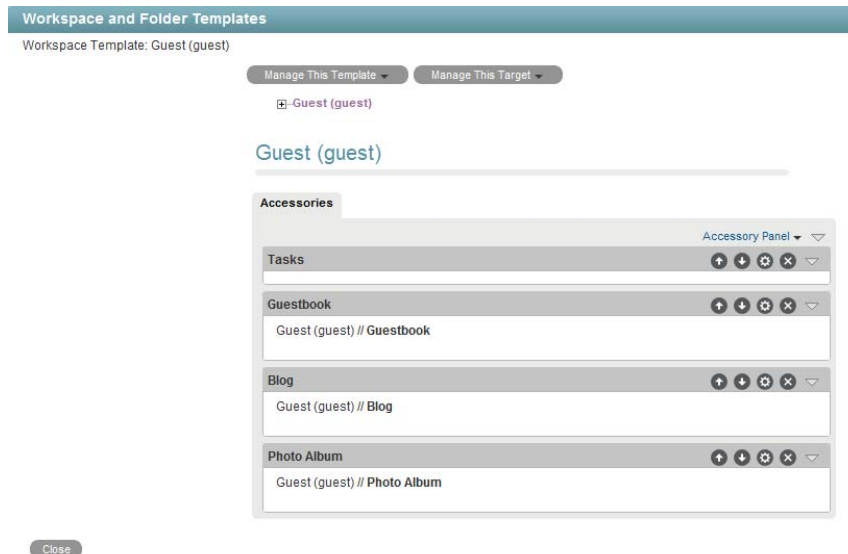 Workspace and Folder Templates
Workspace Template: Guest (guest)
Manage This Template Manage This Target
Guest (guest)
Guest (guest)
Accessories
Accessory Panel
Tasks
Guestbook
Guest (guest) // Guestbook
Blog
Guest (guest) // Blog
Photo Album
Guest (guest) // Photo Album
Close